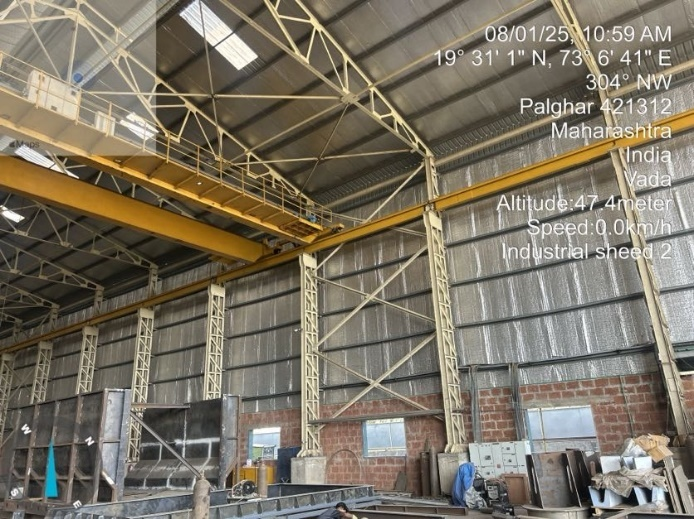 08/01/25, 10:59 AM
19° 31' 1" N, 73° 6' 41" E
304° NW
Palghar 421312
Maharashtra
India
Vada
Altitude:47.4meter
Speed:0.0km/h
Industrial sheed 2
Maps
W
N
S
E